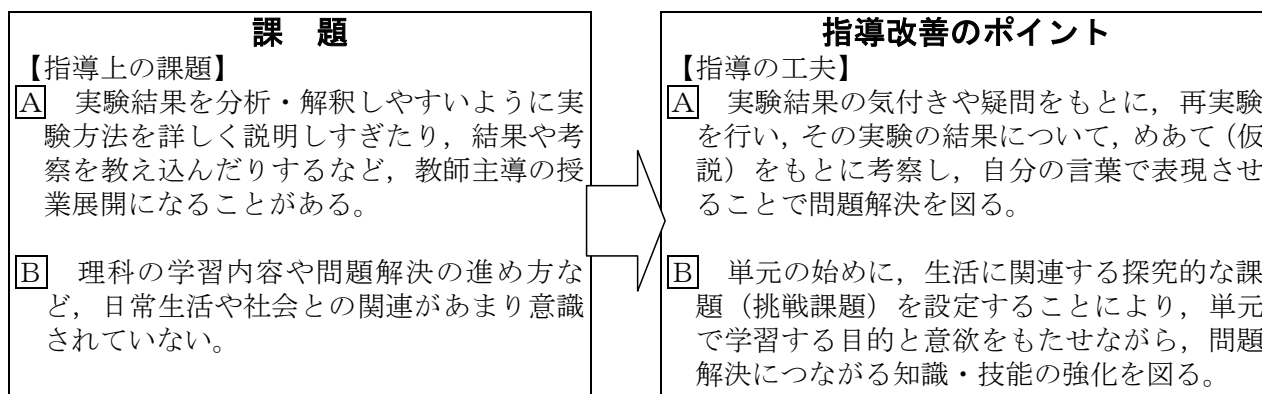 課 題
【指導上の課題】
A 実験結果を分析・解釈しやすいように実
験方法を詳しく説明しすぎたり，結果や考
察を教え込んだりするなど，教師主導の授
業展開になることがある。
B 理科の学習内容や問題解決の進め方な
ど，日常生活や社会との関連があまり意識
されていない。
指導改善のポイント
【指導の工夫】
A 実験結果の気付きや疑問をもとに，再実験
を行い，その実験の結果について，めあて（仮
説）をもとに考察し，自分の言葉で表現させ
ることで問題解決を図る。
B 単元の始めに，生活に関連する探究的な課
題（挑戦課題）を設定することにより，単元
で学習する目的と意欲をもたせながら，問題
解決につながる知識・技能の強化を図る。